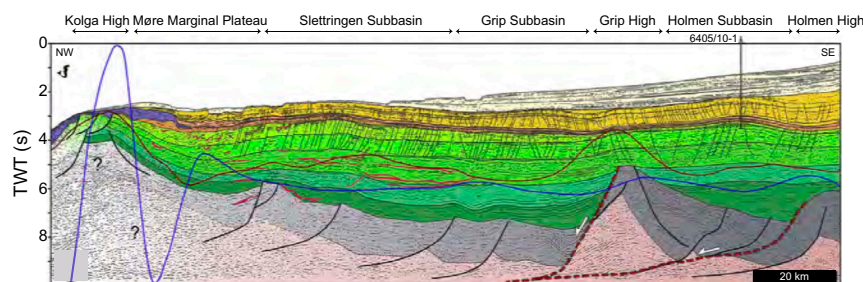 Kolga High Møre Marginal Plateau Slettringen Subbasin Grip Subbasin Grip High Holmen Subbasin Holmen High
6405/10-1
0
NW
SE
2
4
?
6
?
8
TWT (s)
20 km